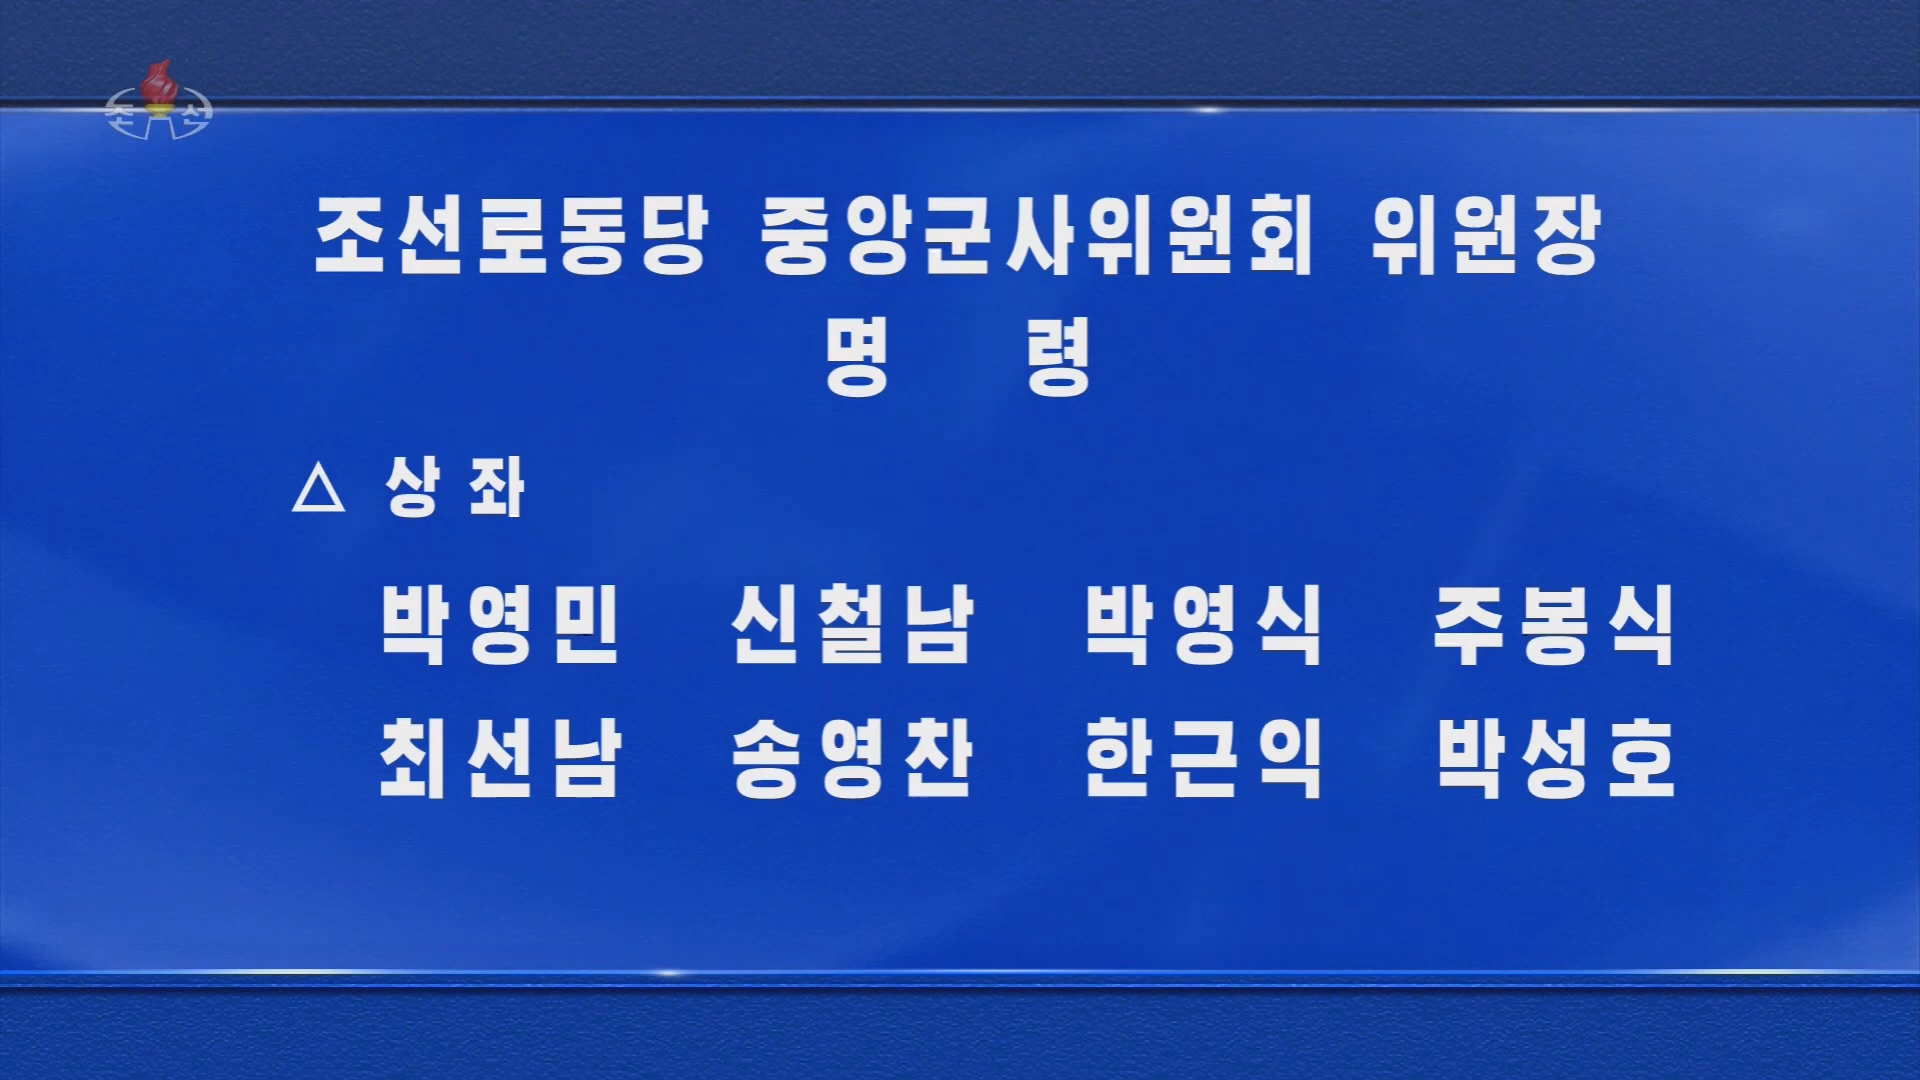 조선
조선로동당 중앙군사위원회 위원장
명 령
△ 상 좌
박영민 신철남 박영식 주봉식
최선남 송영찬 한근익 박성호